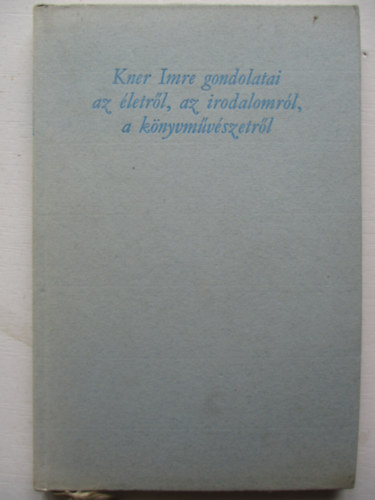 Kner Imre gondolatai
az életről, az irodalomról,
a könyvművészetről